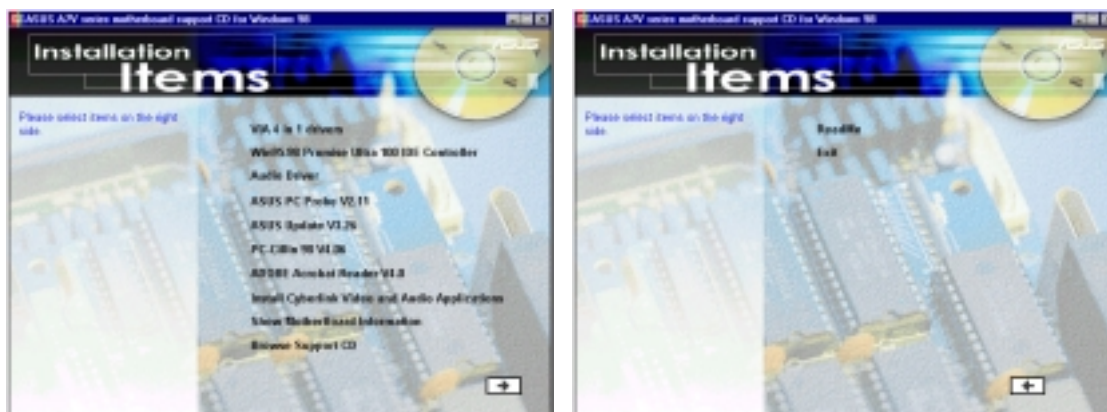 ASUS A7V series motherboard support CD for Windows 98
Installation
Items
Please select items on the right
side.
VIA 4 in 1 drivers
Win95.98 Promise Ultra 100 IDE Controller
Audio Driver
ASUS PC Probe V2.11
ASUS Update V3.26
PC-Cillin 98 V4.06
ADOBE Acrobat Reader V4.0
Install Cyberlink Video and Audio Applications
Show MotherBoard Information
Browse Support CD
ASUS A7V series motherboard support CD for Windows 98
Installation
ASUS
Items
Please select items on the right
side.
ReadMe
Exit